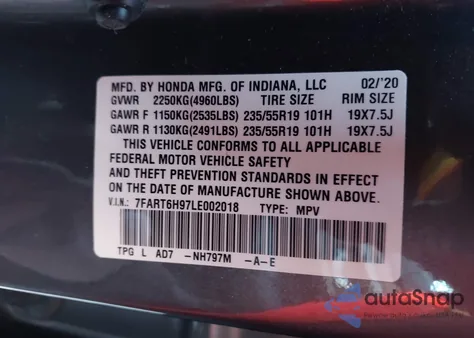 MFD. BY HONDA MFG. OF INDIANA, LLC 02/'20
GVWR 2250KG(4960LBS) TIRE SIZE RIM SIZE
GAWR F 1150KG(2535LBS) 235/55R19 101H 19X7.5J
GAWR R 1130KG(2491LBS) 235/55R19 101H 19X7.5J
THIS VEHICLE CONFORMS TO ALL APPLICABLE
FEDERAL MOTOR VEHICLE SAFETY
AND THEFT PREVENTION STANDARDS IN EFFECT
ON THE DATE OF MANUFACTURE SHOWN ABOVE.
V.I.N.: 7FART6H97LE002018 TYPE: MPV
TPG L AD7 -NH797M -A-E
autaSnap